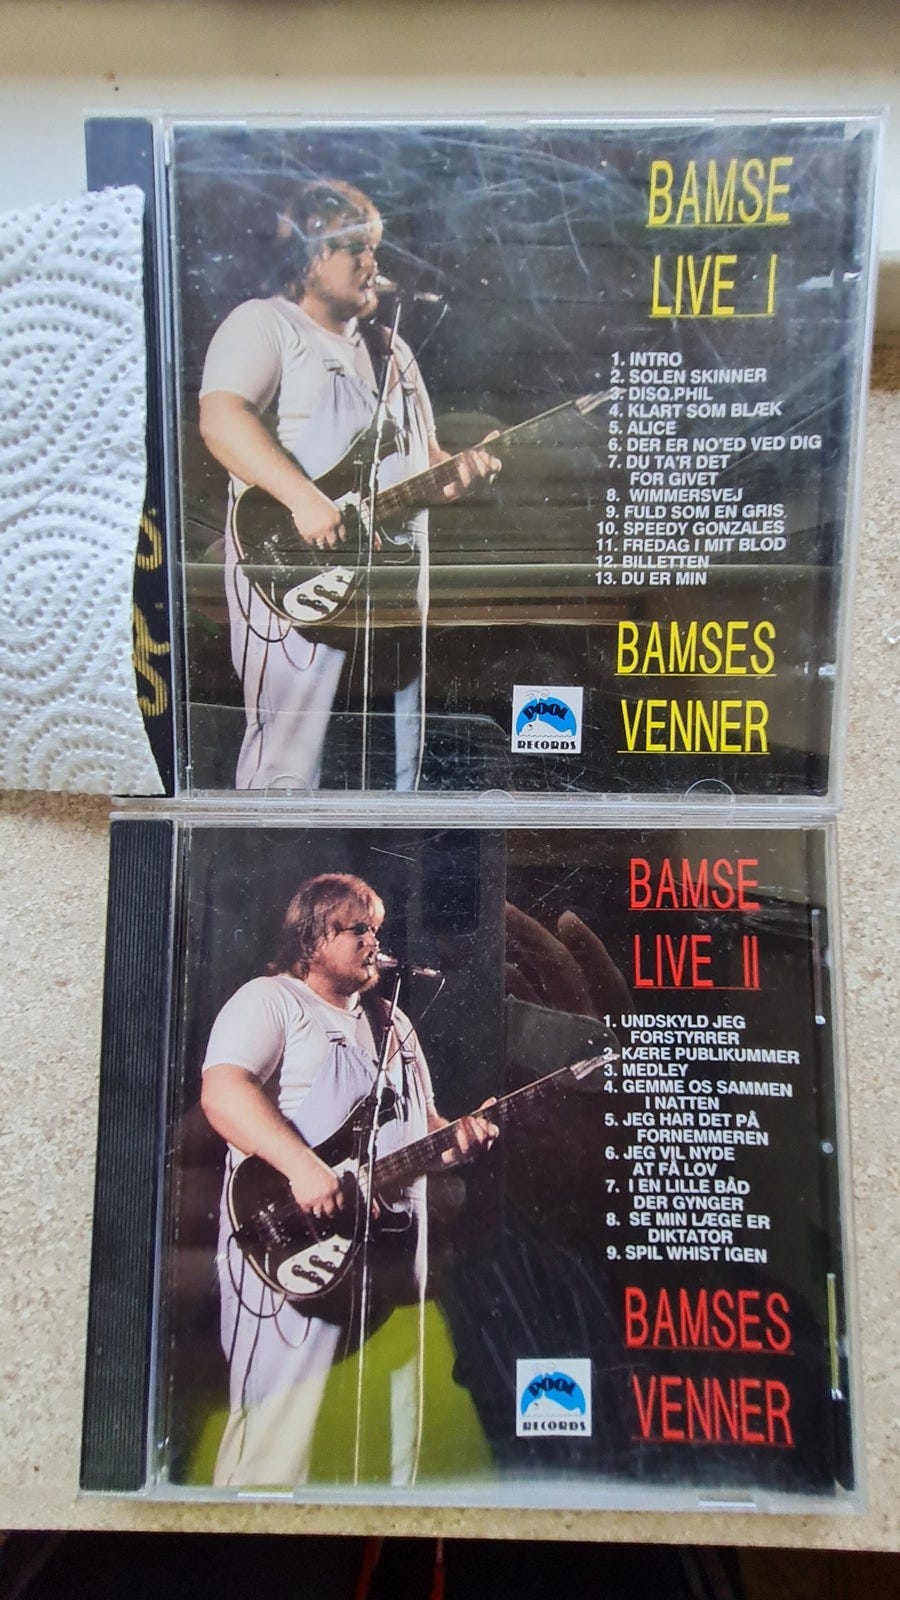 BAMSE
LIVE I
1. INTRO
2. SOLEN SKINNER
3. DISQ.PHIL
4. KLART SOM BLÆK
5. ALICE
6. DER ER NO'ED VED DIG
7. DU TA'R DET
FOR GIVET
8. WIMMERSVEJ
9. FULD SOM EN GRIS
10. SPEEDY GONZALES
11. FREDAG I MIT BLOD
12. BILLETTEN
13. DU ER MIN
BAMSES
VENNER
POOL
RECORDS
BAMSE
LIVE II
1. UNDSKYLD JEG
FORSTYRRER
2. KÆRE PUBLIKUMMER
3. MEDLEY
4. GEMME OS SAMMEN
I NATTEN
5. JEG HAR DET PÅ
FORNEMMEREN
6. JEG VIL NYDE
AT FÅ LOV
7. I EN LILLE BÅD
DER GYNGER
8. SE MIN LÆGE ER
DIKTATOR
9. SPIL WHIST IGEN
BAMSES
VENNER
POOL
RECORDS